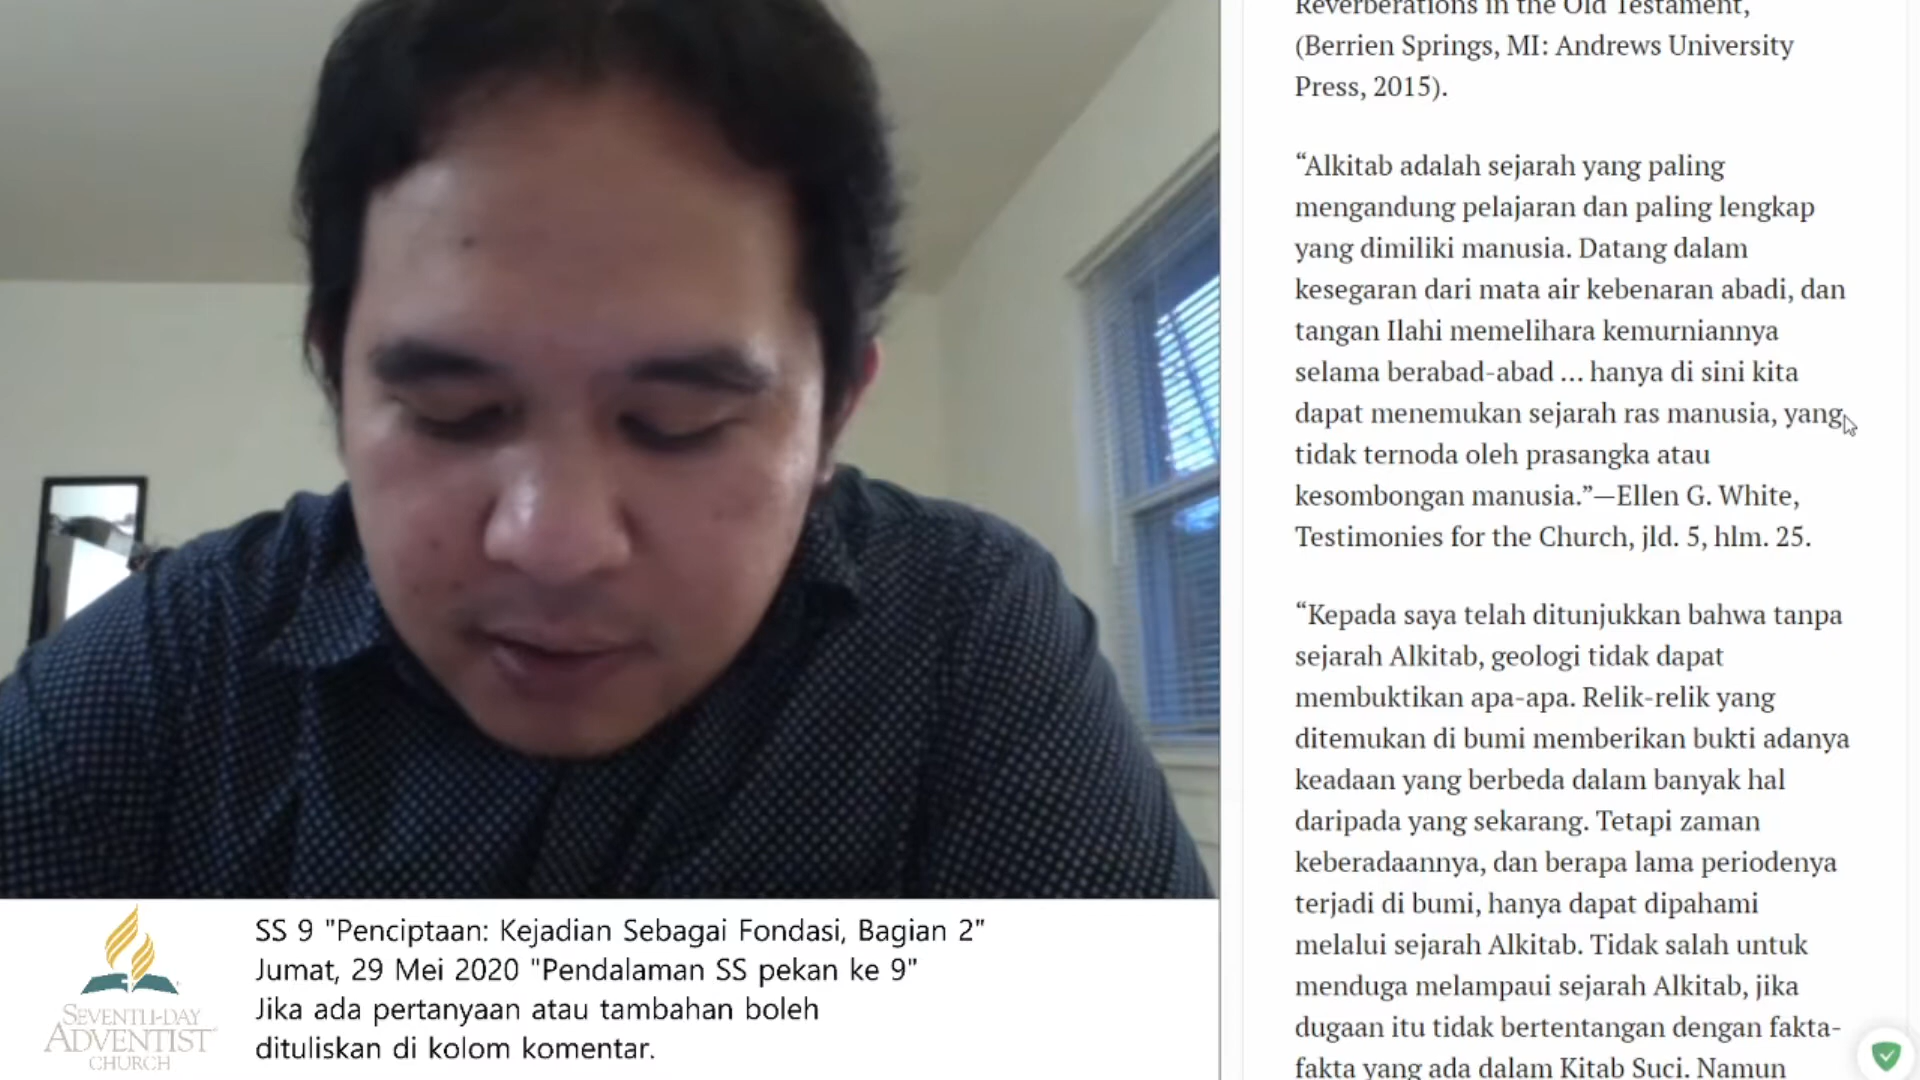 Reverberations in the Old Testament,
(Berrien Springs, MI: Andrews University
Press, 2015).
“Alkitab adalah sejarah yang paling
mengandung pelajaran dan paling lengkap
yang dimiliki manusia. Datang dalam
kesegaran dari mata air kebenaran abadi, dan
tangan Ilahi memelihara kemurniannya
selama berabad-abad ... hanya di sini kita
dapat menemukan sejarah ras manusia, yang
tidak ternoda oleh prasangka atau
kesombongan manusia.”—Ellen G. White,
Testimonies for the Church, jld. 5, hlm. 25.
“Kepada saya telah ditunjukkan bahwa tanpa
sejarah Alkitab, geologi tidak dapat
membuktikan apa-apa. Relik-relik yang
ditemukan di bumi memberikan bukti adanya
keadaan yang berbeda dalam banyak hal
daripada yang sekarang. Tetapi zaman
keberadaannya, dan berapa lama periodenya
terjadi di bumi, hanya dapat dipahami
melalui sejarah Alkitab. Tidak salah untuk
menduga melampaui sejarah Alkitab, jika
dugaan itu tidak bertentangan dengan fakta-
fakta yang ada dalam Kitab Suci. Namun
SS 9 "Penciptaan: Kejadian Sebagai Fondasi, Bagian 2"
Jumat, 29 Mei 2020 "Pendalaman SS pekan ke 9"
Jika ada pertanyaan atau tambahan boleh
dituliskan di kolom komentar.
SEVENTH-DAY
ADVENTIST
CHURCH